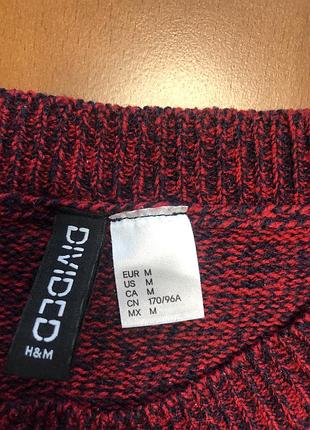 DIVIDED
H&M
EUR M
US M
CA M
CN 170/96A
MX M